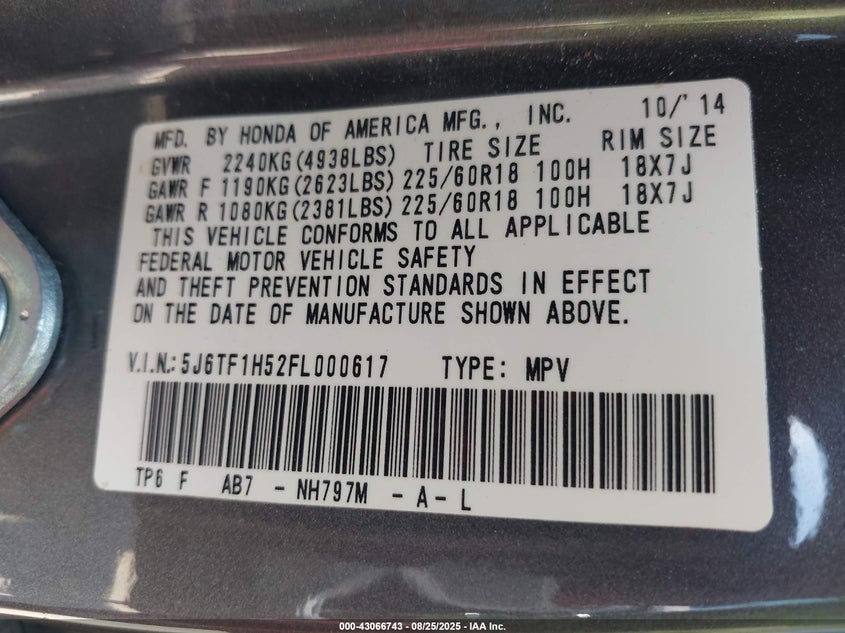 MFD. BY HONDA OF AMERICA MFG., INC. 10/'14
GVWR 2240KG(4938LBS) TIRE SIZE RIM SIZE
GAWR F 1190KG(2623LBS) 225/60R18 100H 18X7J
GAWR R 1080KG(2381LBS) 225/60R18 100H 18X7J
THIS VEHICLE CONFORMS TO ALL APPLICABLE
FEDERAL MOTOR VEHICLE SAFETY
AND THEFT PREVENTION STANDARDS IN EFFECT
ON THE DATE OF MANUFACTURE SHOWN ABOVE.
V.I.N.: 5J6TF1H52FL000617 TYPE: MPV
TP6 F AB7 - NH797M - A - L
000-43066743 - 08/25/2025 - IAA Inc.